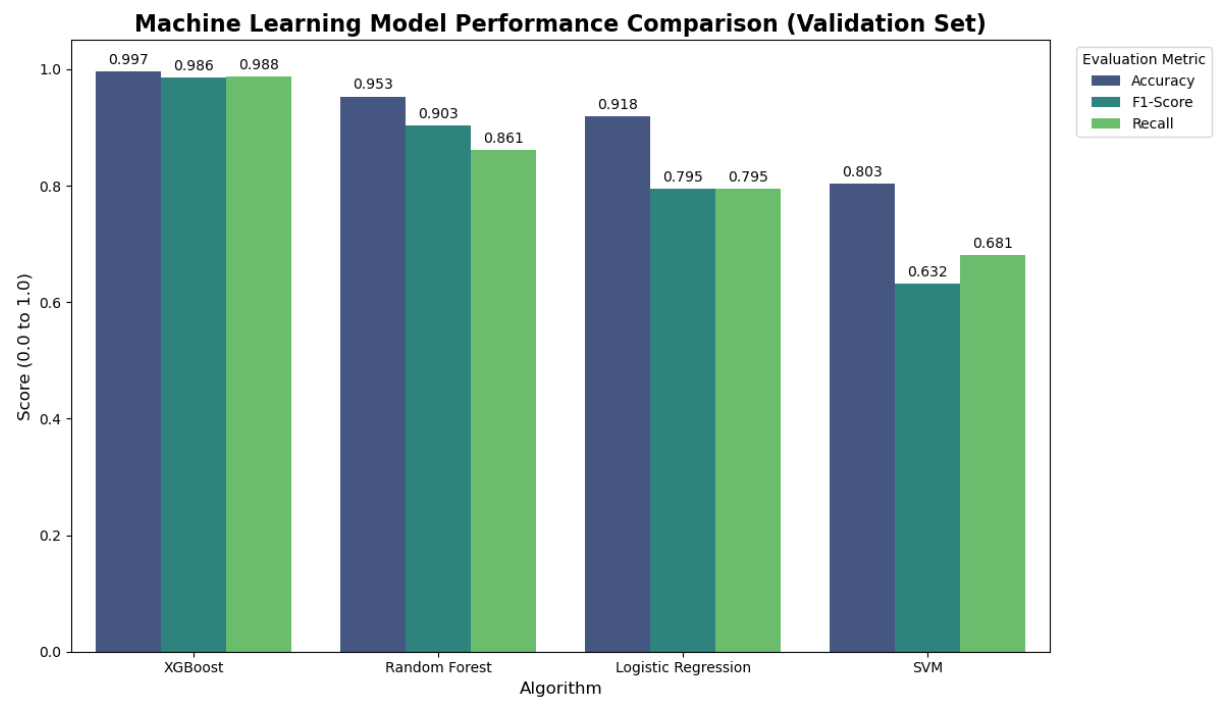 Machine Learning Model Performance Comparison (Validation Set)
Evaluation Metric
Accuracy
F1-Score
Recall
Score (0.0 to 1.0)
1.0
0.8
0.6
0.4
0.2
0.0
0.997
0.986
0.988
0.953
0.903
0.861
0.918
0.795
0.795
0.803
0.632
0.681
XGBoost
Random Forest
Logistic Regression
SVM
Algorithm